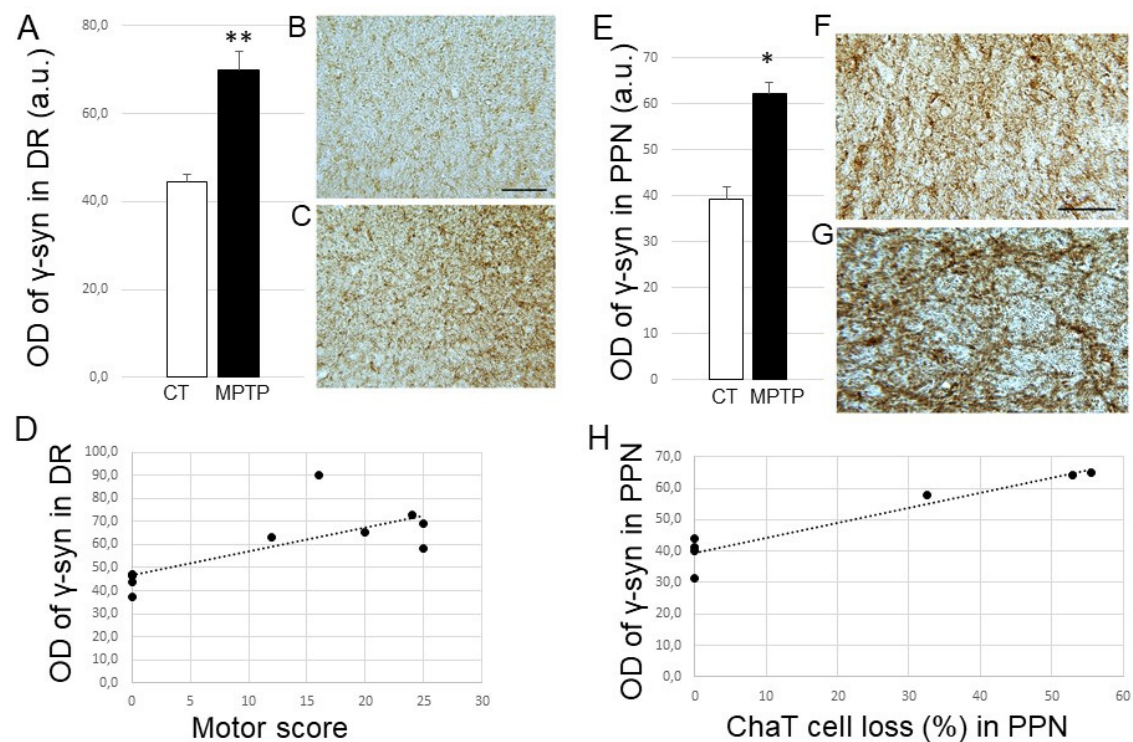 A
OD of γ-syn in DR (a.u.)
80,0
60,0
40,0
20,0
0,0
**
CT MPTP
B
C
E
OD of γ-syn in PPN (a.u.)
70
60
50
40
30
20
10
0
*
CT MPTP
F
G
D
OD of γ-syn in DR
100,0
90,0
80,0
70,0
60,0
50,0
40,0
30,0
20,0
10,0
0,0
0 5 10 15 20 25 30
Motor score
H
OD of γ-syn in PPN
70,0
60,0
50,0
40,0
30,0
20,0
10,0
0,0
0 10 20 30 40 50 60
ChaT cell loss (%) in PPN